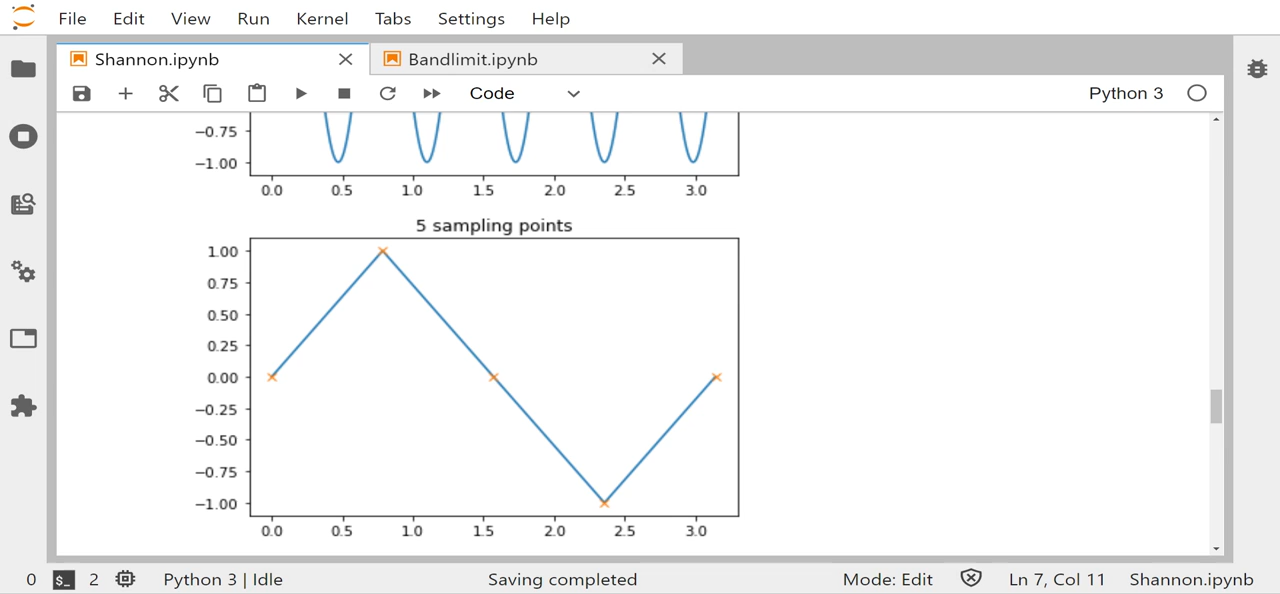 File Edit View Run Kernel Tabs Settings Help
Shannon.ipynb Bandlimit.ipynb
Code Python 3
−0.75
−1.00
0.0 0.5 1.0 1.5 2.0 2.5 3.0
5 sampling points
1.00
0.75
0.50
0.25
0.00
−0.25
−0.50
−0.75
−1.00
0.0 0.5 1.0 1.5 2.0 2.5 3.0
0 $_ 2 Python 3 | Idle Saving completed Mode: Edit Ln 7, Col 11 Shannon.ipynb